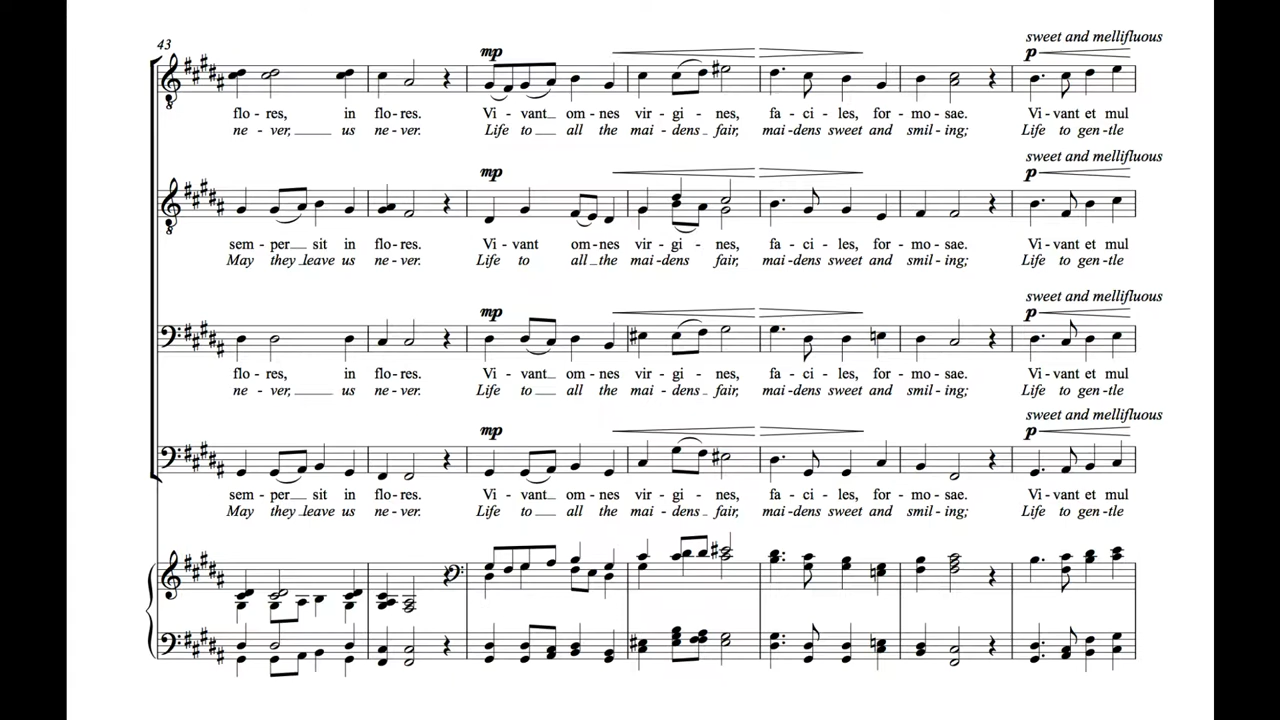 43
sweet and mellifluous
mp p
flo - res, in flo - res. Vi - vant om - nes vir - gi - nes, fa - ci - les, for - mo - sae. Vi - vant et mul
ne - ver, us ne - ver. Life to all the mai - dens fair, mai - dens sweet and smil - ing; Life to gen - tle
sweet and mellifluous
mp p
sem - per sit in flo - res. Vi - vant om - nes vir - gi - nes, fa - ci - les, for - mo - sae. Vi - vant et mul
May they leave us ne - ver. Life to all the mai - dens fair, mai - dens sweet and smil - ing; Life to gen - tle
sweet and mellifluous
mp p
flo - res, in flo - res. Vi - vant om - nes vir - gi - nes, fa - ci - les, for - mo - sae. Vi - vant et mul
ne - ver, us ne - ver. Life to all the mai - dens fair, mai - dens sweet and smil - ing; Life to gen - tle
sweet and mellifluous
mp p
sem - per sit in flo - res. Vi - vant om - nes vir - gi - nes, fa - ci - les, for - mo - sae. Vi - vant et mul
May they leave us ne - ver. Life to all the mai - dens fair, mai - dens sweet and smil - ing; Life to gen - tle